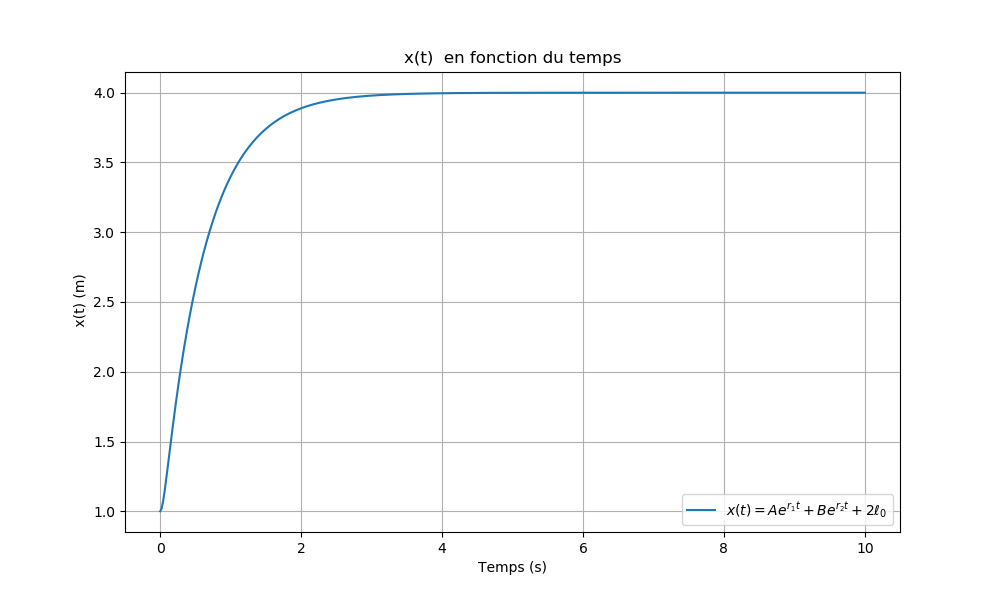 x(t)  en fonction du temps
4.0
3.5
3.0
2.5
2.0
1.5
1.0
x(t) (m)
0 2 4 6 8 10
Temps (s)
x(t) = Ae^{r_1 t} + Be^{r_2 t} + 2ℓ_0